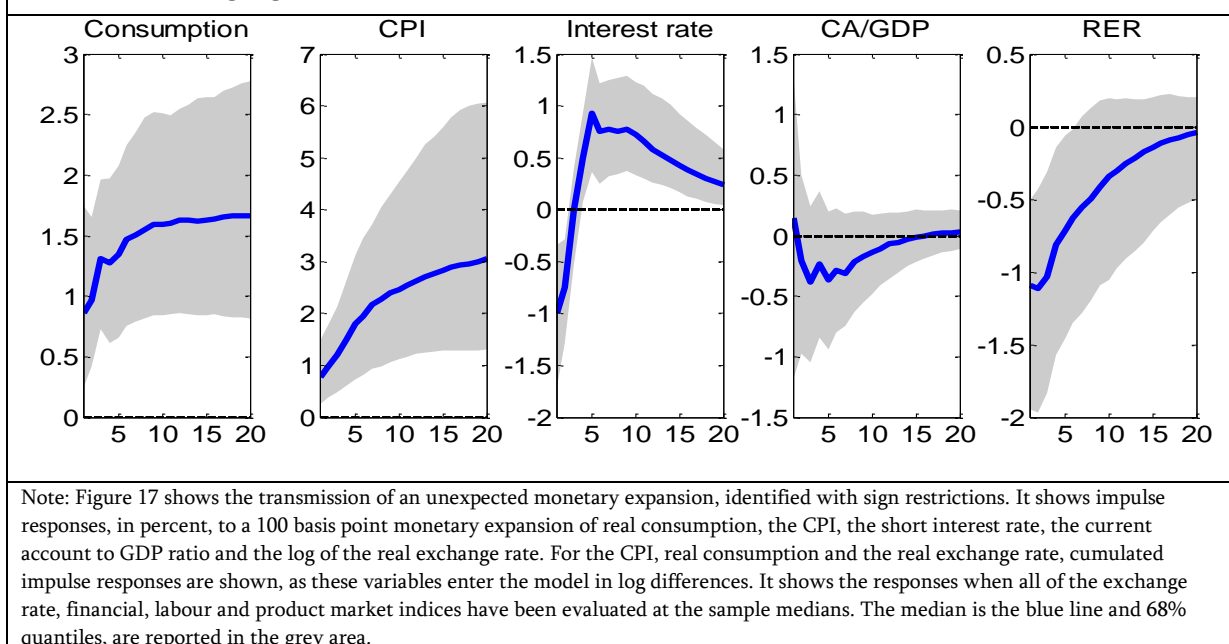 Consumption CPI Interest rate CA/GDP RER
3 7 1.5 1.5 0.5
2.5 6 1 1 0
2 5 0.5 0.5 -0.5
1.5 4 0 0 -1
1 3 -0.5 -0.5 -1.5
0.5 2 -1 -1 -2
0 1 -1.5 -1.5
0 -2
5 10 15 20 5 10 15 20 5 10 15 20 5 10 15 20 5 10 15 20
Note: Figure 17 shows the transmission of an unexpected monetary expansion, identified with sign restrictions. It shows impulse
responses, in percent, to a 100 basis point monetary expansion of real consumption, the CPI, the short interest rate, the current
account to GDP ratio and the log of the real exchange rate. For the CPI, real consumption and the real exchange rate, cumulated
impulse responses are shown, as these variables enter the model in log differences. It shows the responses when all of the exchange
rate, financial, labour and product market indices have been evaluated at the sample medians. The median is the blue line and 68%
quantiles, are reported in the grey area.